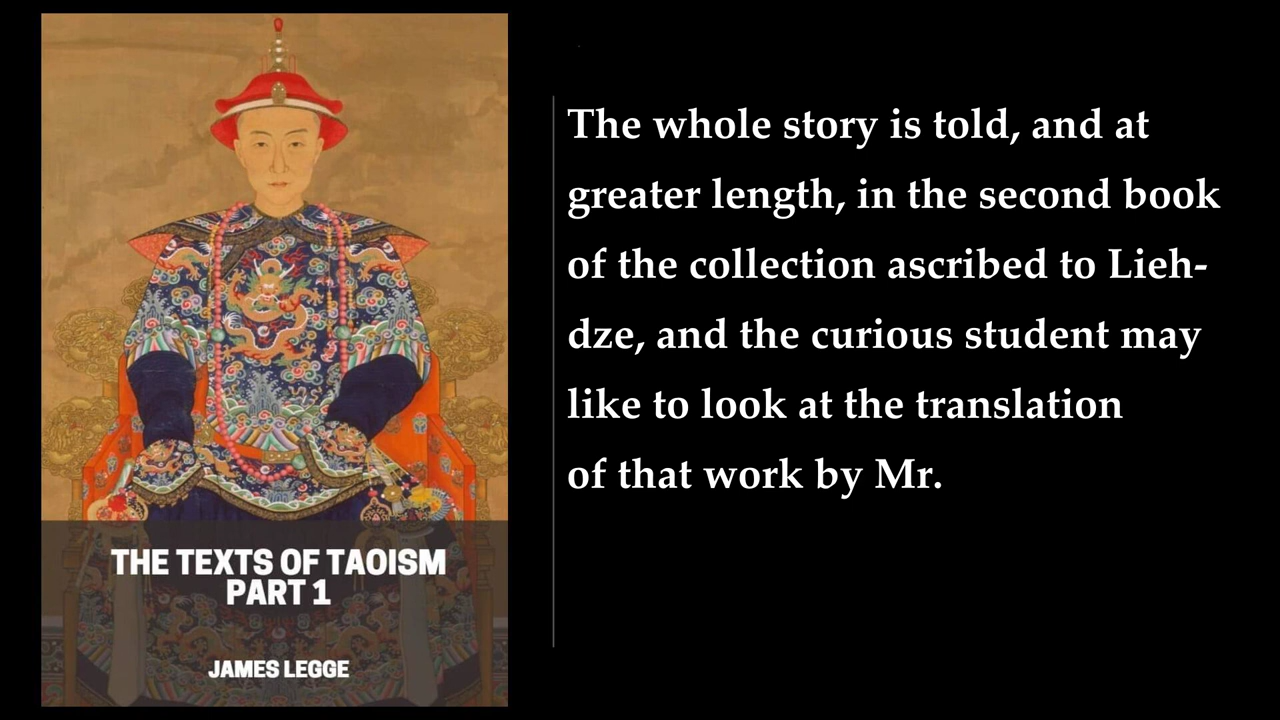 THE TEXTS OF TAOISM
PART 1
JAMES LEGGE
The whole story is told, and at
greater length, in the second book
of the collection ascribed to Lieh-
dze, and the curious student may
like to look at the translation
of that work by Mr.